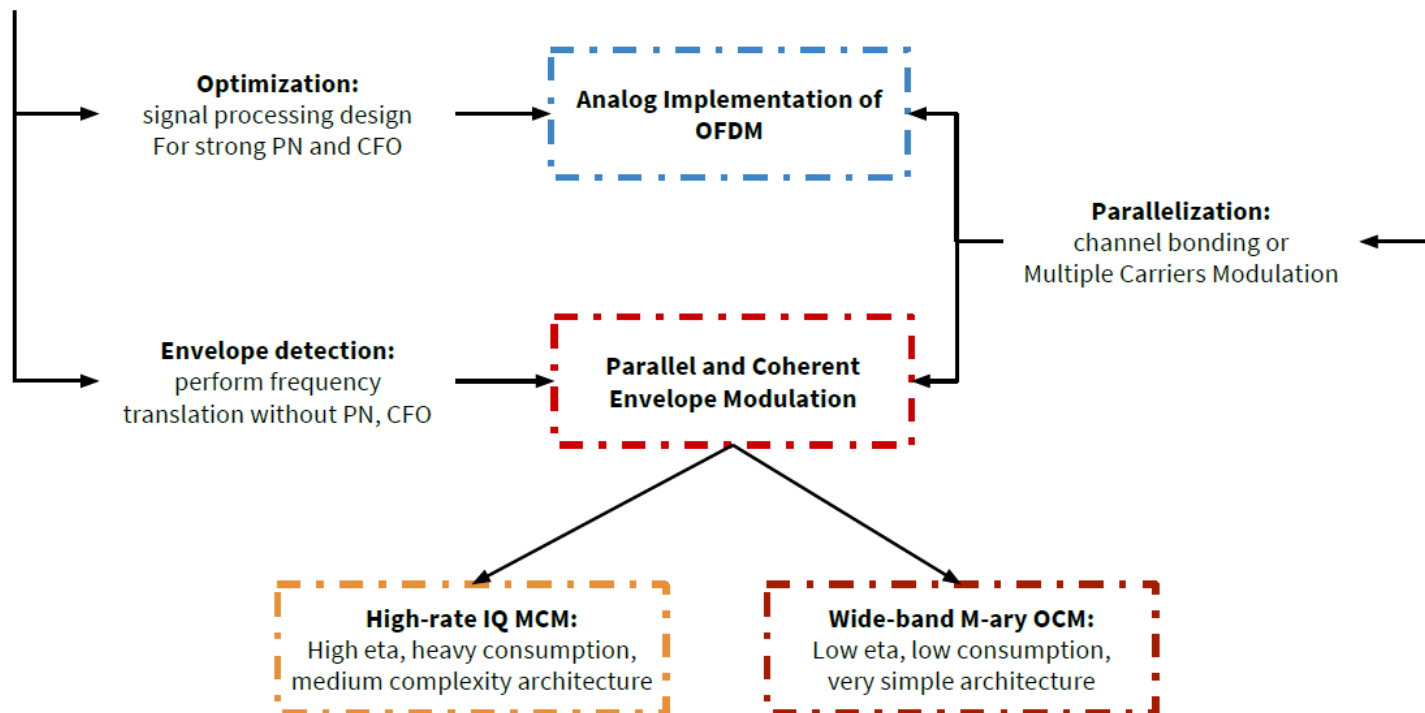 Optimization:
signal processing design
For strong PN and CFO
Analog Implementation of
OFDM
Parallelization:
channel bonding or
Multiple Carriers Modulation
Envelope detection:
perform frequency
translation without PN, CFO
Parallel and Coherent
Envelope Modulation
High-rate IQ MCM:
High eta, heavy consumption,
medium complexity architecture
Wide-band M-ary OCM:
Low eta, low consumption,
very simple architecture